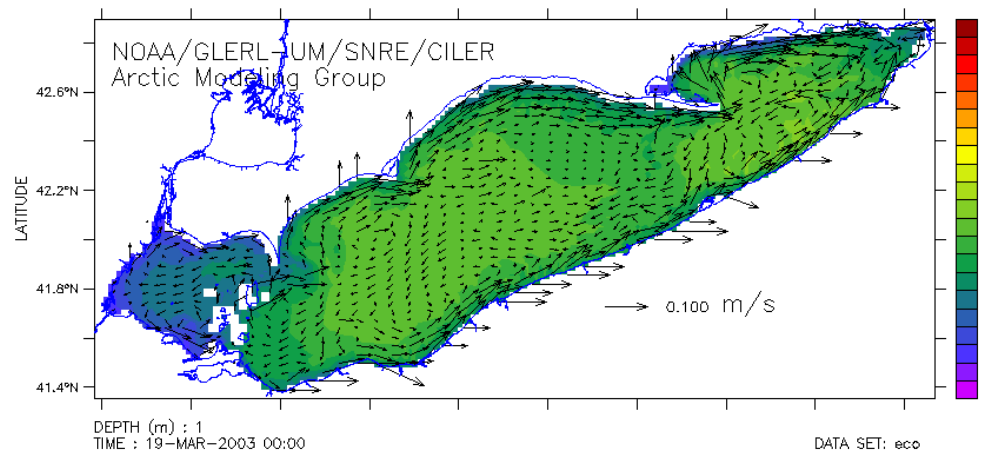 NOAA/GLERL-UM/SNRE/CILER
Arctic Modeling Group
42.6°N
42.2°N
LATITUDE
41.8°N
0.100 m/s
41.4°N
DEPTH (m) : 1
TIME : 19-MAR-2003 00:00
DATA SET: eco